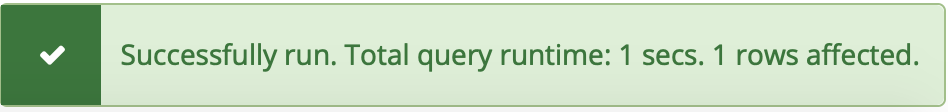 Successfully run. Total query runtime: 1 secs. 1 rows affected.